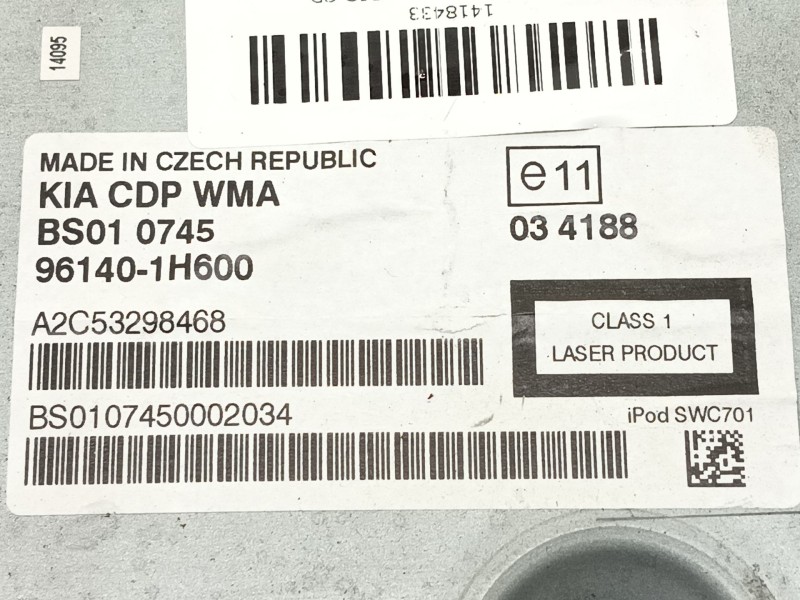 14095
1418433
MADE IN CZECH REPUBLIC
KIA CDP WMA
BS01 0745
96140-1H600
e11
03 4188
A2C53298468
CLASS 1
LASER PRODUCT
BS0107450002034
iPod SWC701